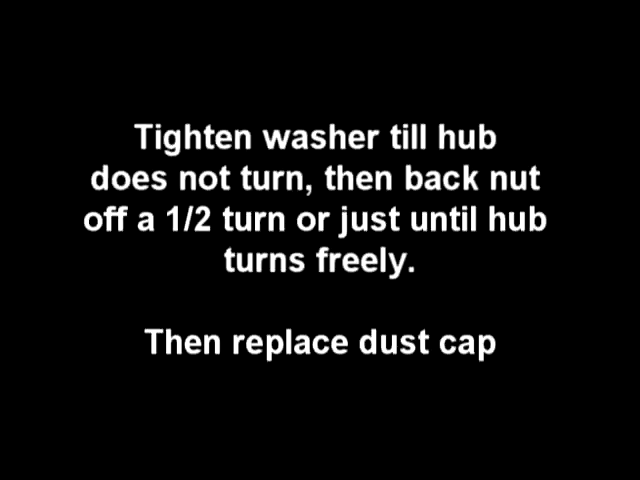 Tighten washer till hub
does not turn, then back nut
off a 1/2 turn or just until hub
turns freely.
Then replace dust cap